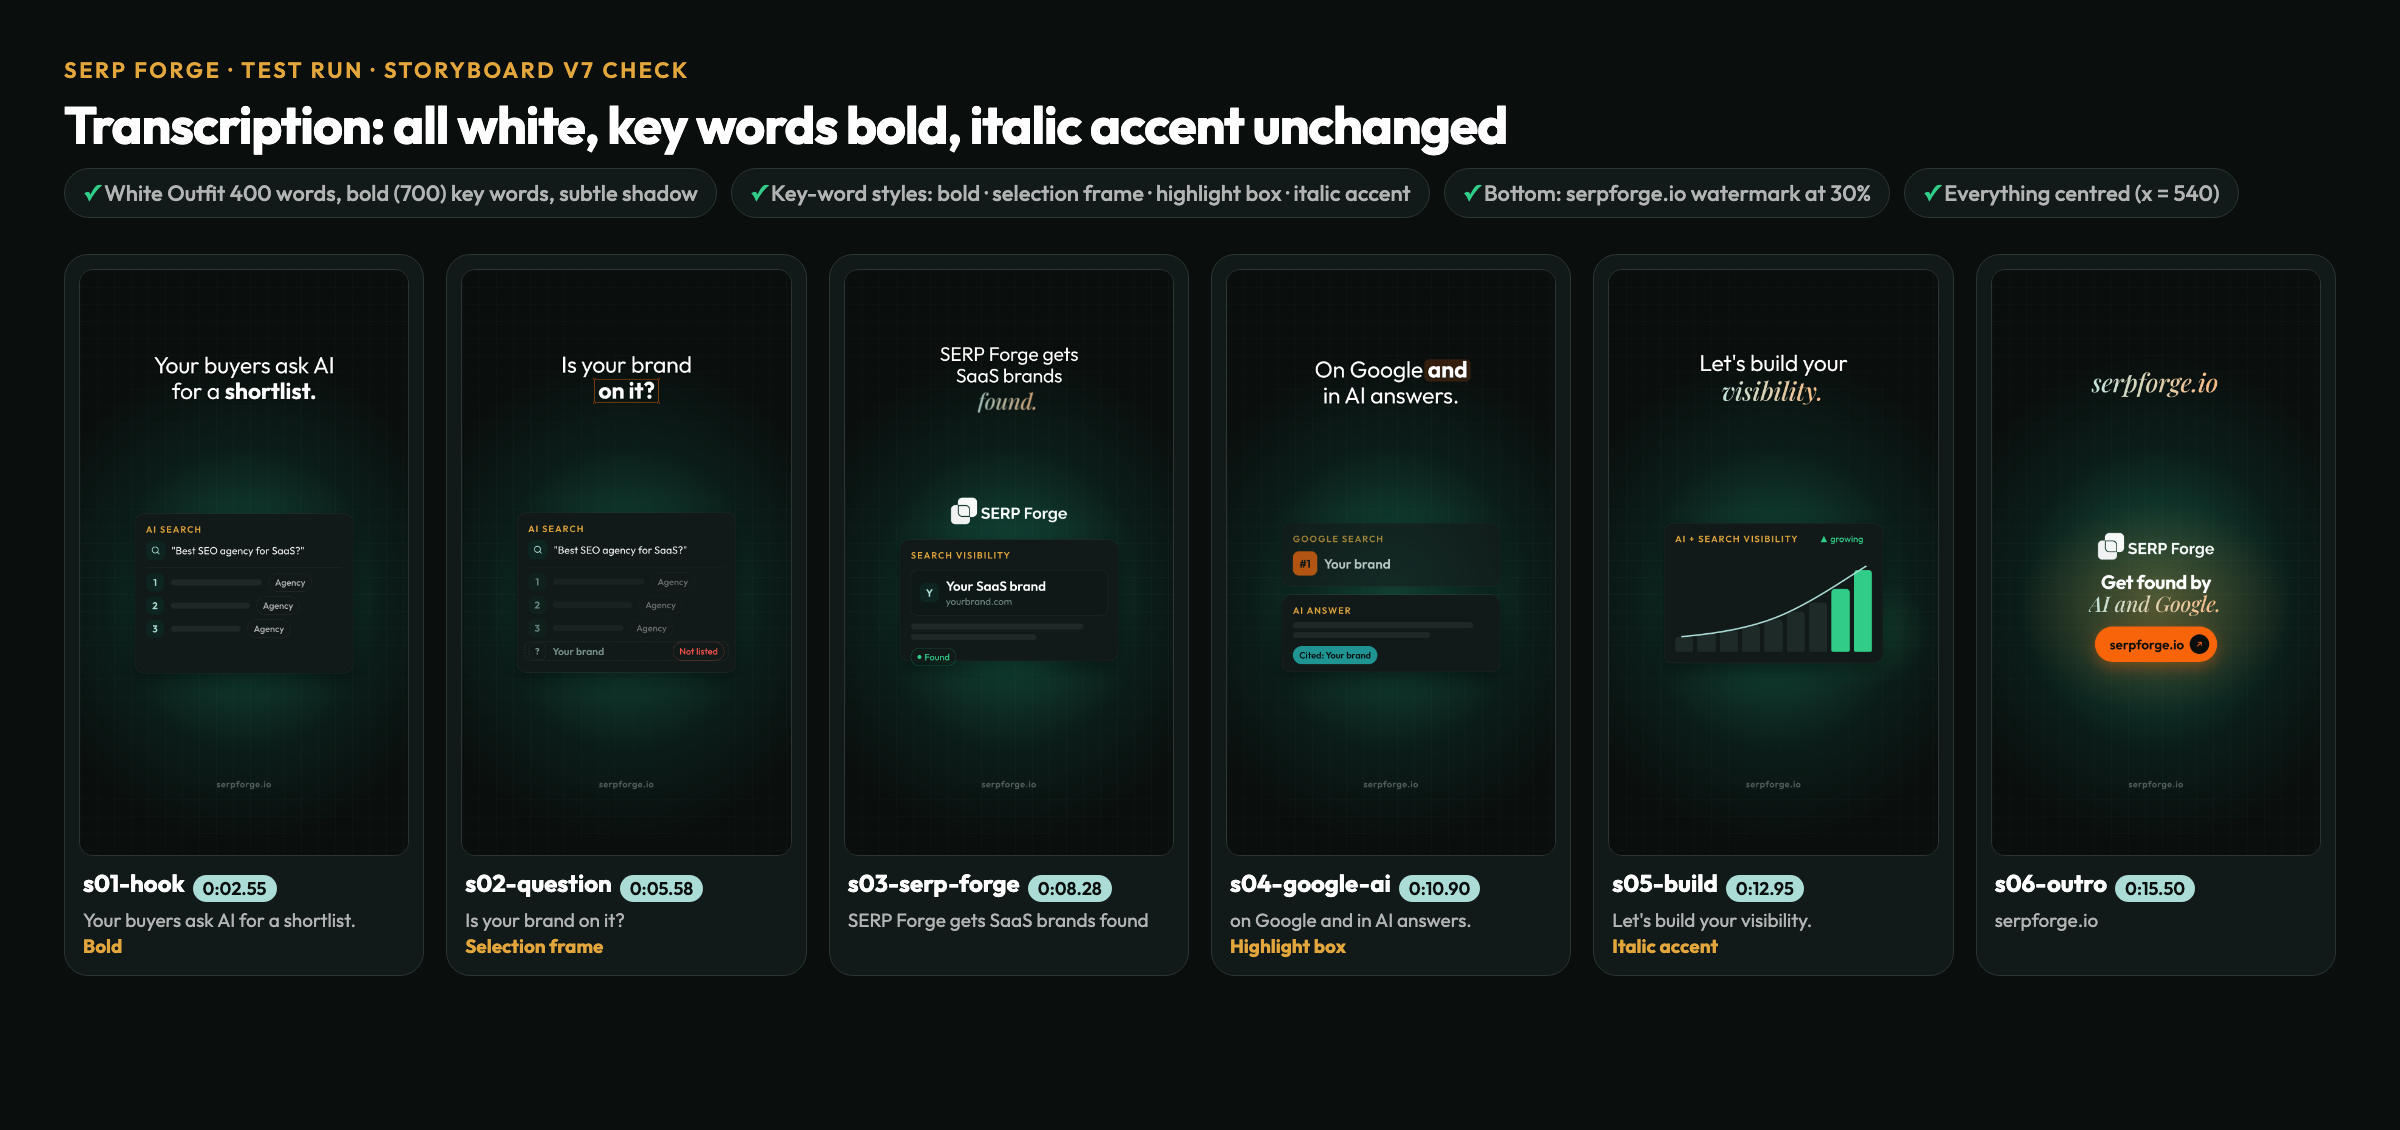 SERP FORGE · TEST RUN · STORYBOARD V7 CHECK
Transcription: all white, key words bold, italic accent unchanged
✓White Outfit 400 words, bold (700) key words, subtle shadow
✓Key-word styles: bold · selection frame · highlight box · italic accent
✓Bottom: serpforge.io watermark at 30%
✓Everything centred (x = 540)
Your buyers ask AI
for a shortlist.
AI SEARCH
"Best SEO agency for SaaS?"
1 Agency
2 Agency
3 Agency
serpforge.io
s01-hook 0:02.55
Your buyers ask AI for a shortlist.
Bold
Is your brand
on it?
AI SEARCH
"Best SEO agency for SaaS?"
1 Agency
2 Agency
3 Agency
? Your brand Not listed
serpforge.io
s02-question 0:05.58
Is your brand on it?
Selection frame
SERP Forge gets
SaaS brands
found.
SERP Forge
SEARCH VISIBILITY
Y Your SaaS brand
yourbrand.com
• Found
serpforge.io
s03-serp-forge 0:08.28
SERP Forge gets SaaS brands found
On Google and
in AI answers.
GOOGLE SEARCH
#1 Your brand
AI ANSWER
Cited: Your brand
serpforge.io
s04-google-ai 0:10.90
on Google and in AI answers.
Highlight box
Let's build your
visibility.
AI + SEARCH VISIBILITY ▲ growing
serpforge.io
s05-build 0:12.95
Let's build your visibility.
Italic accent
serpforge.io
SERP Forge
Get found by
AI and Google.
serpforge.io
serpforge.io
s06-outro 0:15.50
serpforge.io